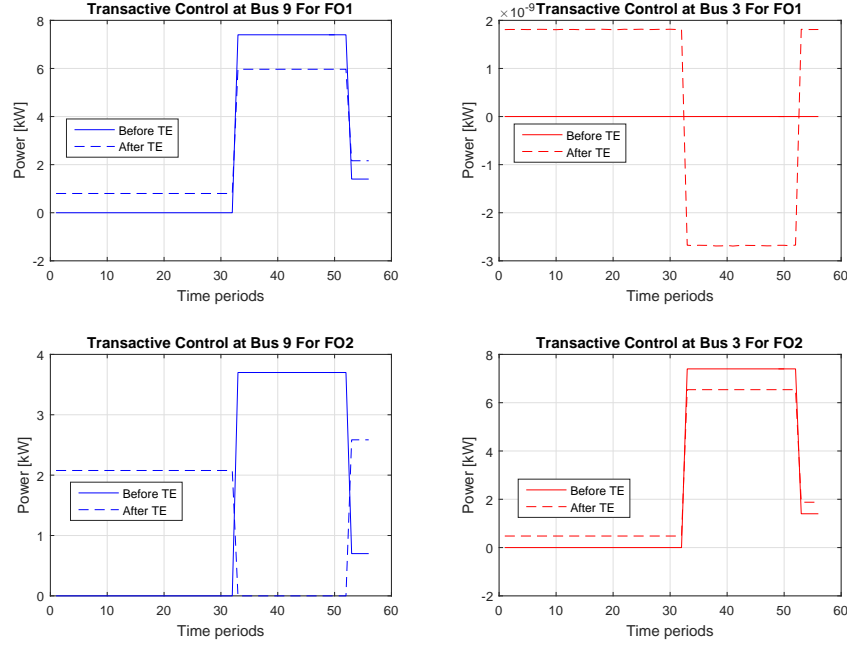 Transactive Control at Bus 9 For FO1
8
6
4
2
0
-2
Power [kW]
Before TE
After TE
0 10 20 30 40 50 60
Time periods
Transactive Control at Bus 3 For FO1
×10^-9
2
1
0
-1
-2
-3
Power [kW]
Before TE
After TE
0 10 20 30 40 50 60
Time periods
Transactive Control at Bus 9 For FO2
4
3
2
1
0
Power [kW]
Before TE
After TE
0 10 20 30 40 50 60
Time periods
Transactive Control at Bus 3 For FO2
8
6
4
2
0
-2
Power [kW]
Before TE
After TE
0 10 20 30 40 50 60
Time periods